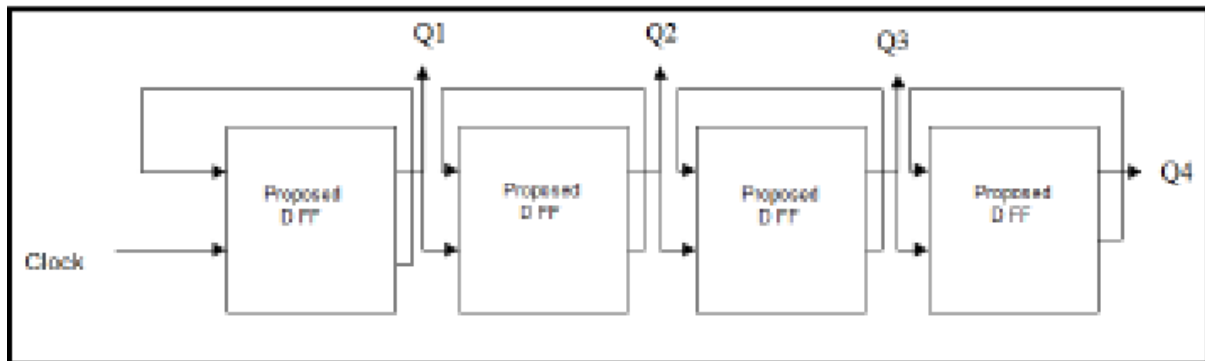 Q1
Q2
Q3
Proposed
D FF
Proposed
D FF
Proposed
D FF
Proposed
D FF
Q4
Clock